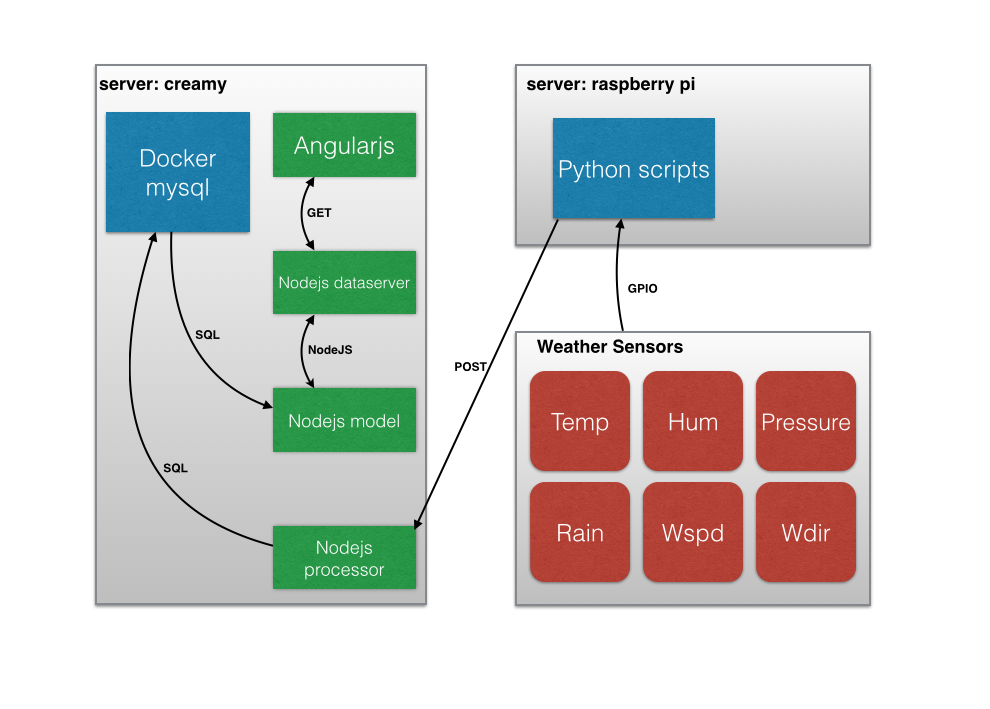 server: creamy
Docker
mysql
Angularjs
GET
Nodejs dataserver
SQL
NodeJS
Nodejs model
SQL
Nodejs
processor
POST
server: raspberry pi
Python scripts
GPIO
Weather Sensors
Temp
Hum
Pressure
Rain
Wspd
Wdir